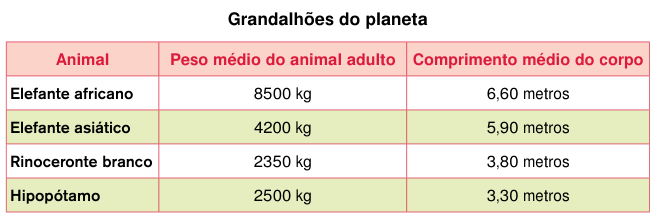 Grandalhões do planeta
Animal Peso médio do animal adulto Comprimento médio do corpo
Elefante africano 8500 kg 6,60 metros
Elefante asiático 4200 kg 5,90 metros
Rinoceronte branco 2350 kg 3,80 metros
Hipopótamo 2500 kg 3,30 metros